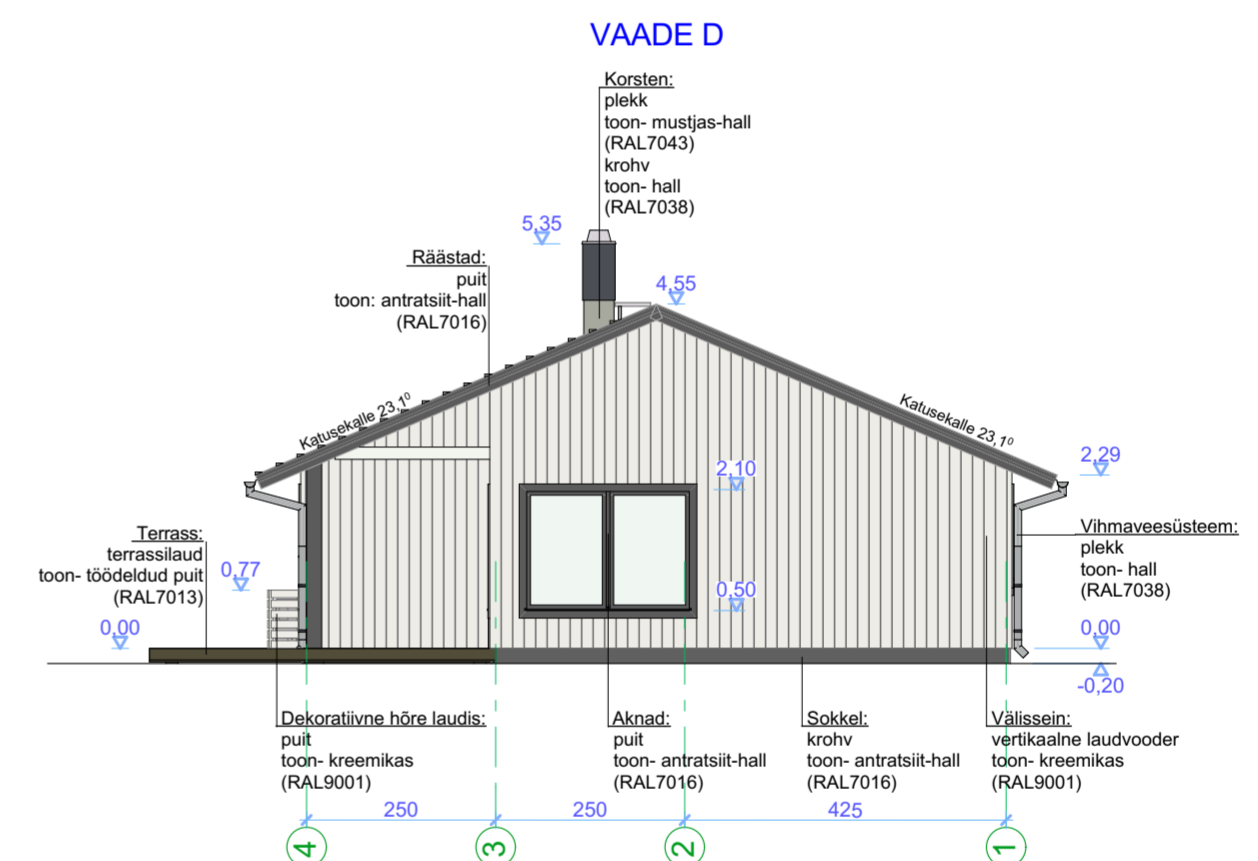 VAADE D
Korsten:
plekk
toon- mustjas-hall
(RAL7043)
krohv
toon- hall
(RAL7038)
5,35
4,55
Räästad:
puit
toon: antratsiit-hall
(RAL7016)
Katusekalle 23,1⁰
Katusekalle 23,1⁰
2,29
2,10
0,50
Terrass:
terrassilaud
toon- töödeldud puit
(RAL7013)
0,77
0,00
Vihmaveesüsteem:
plekk
toon- hall
(RAL7038)
0,00
-0,20
Dekoratiivne hõre laudis:
puit
toon- kreemikas
(RAL9001)
Aknad:
puit
toon- antratsiit-hall
(RAL7016)
Sokkel:
krohv
toon- antratsiit-hall
(RAL7016)
Välissein:
vertikaalne laudvooder
toon- kreemikas
(RAL9001)
250
250
425
4
3
2
1